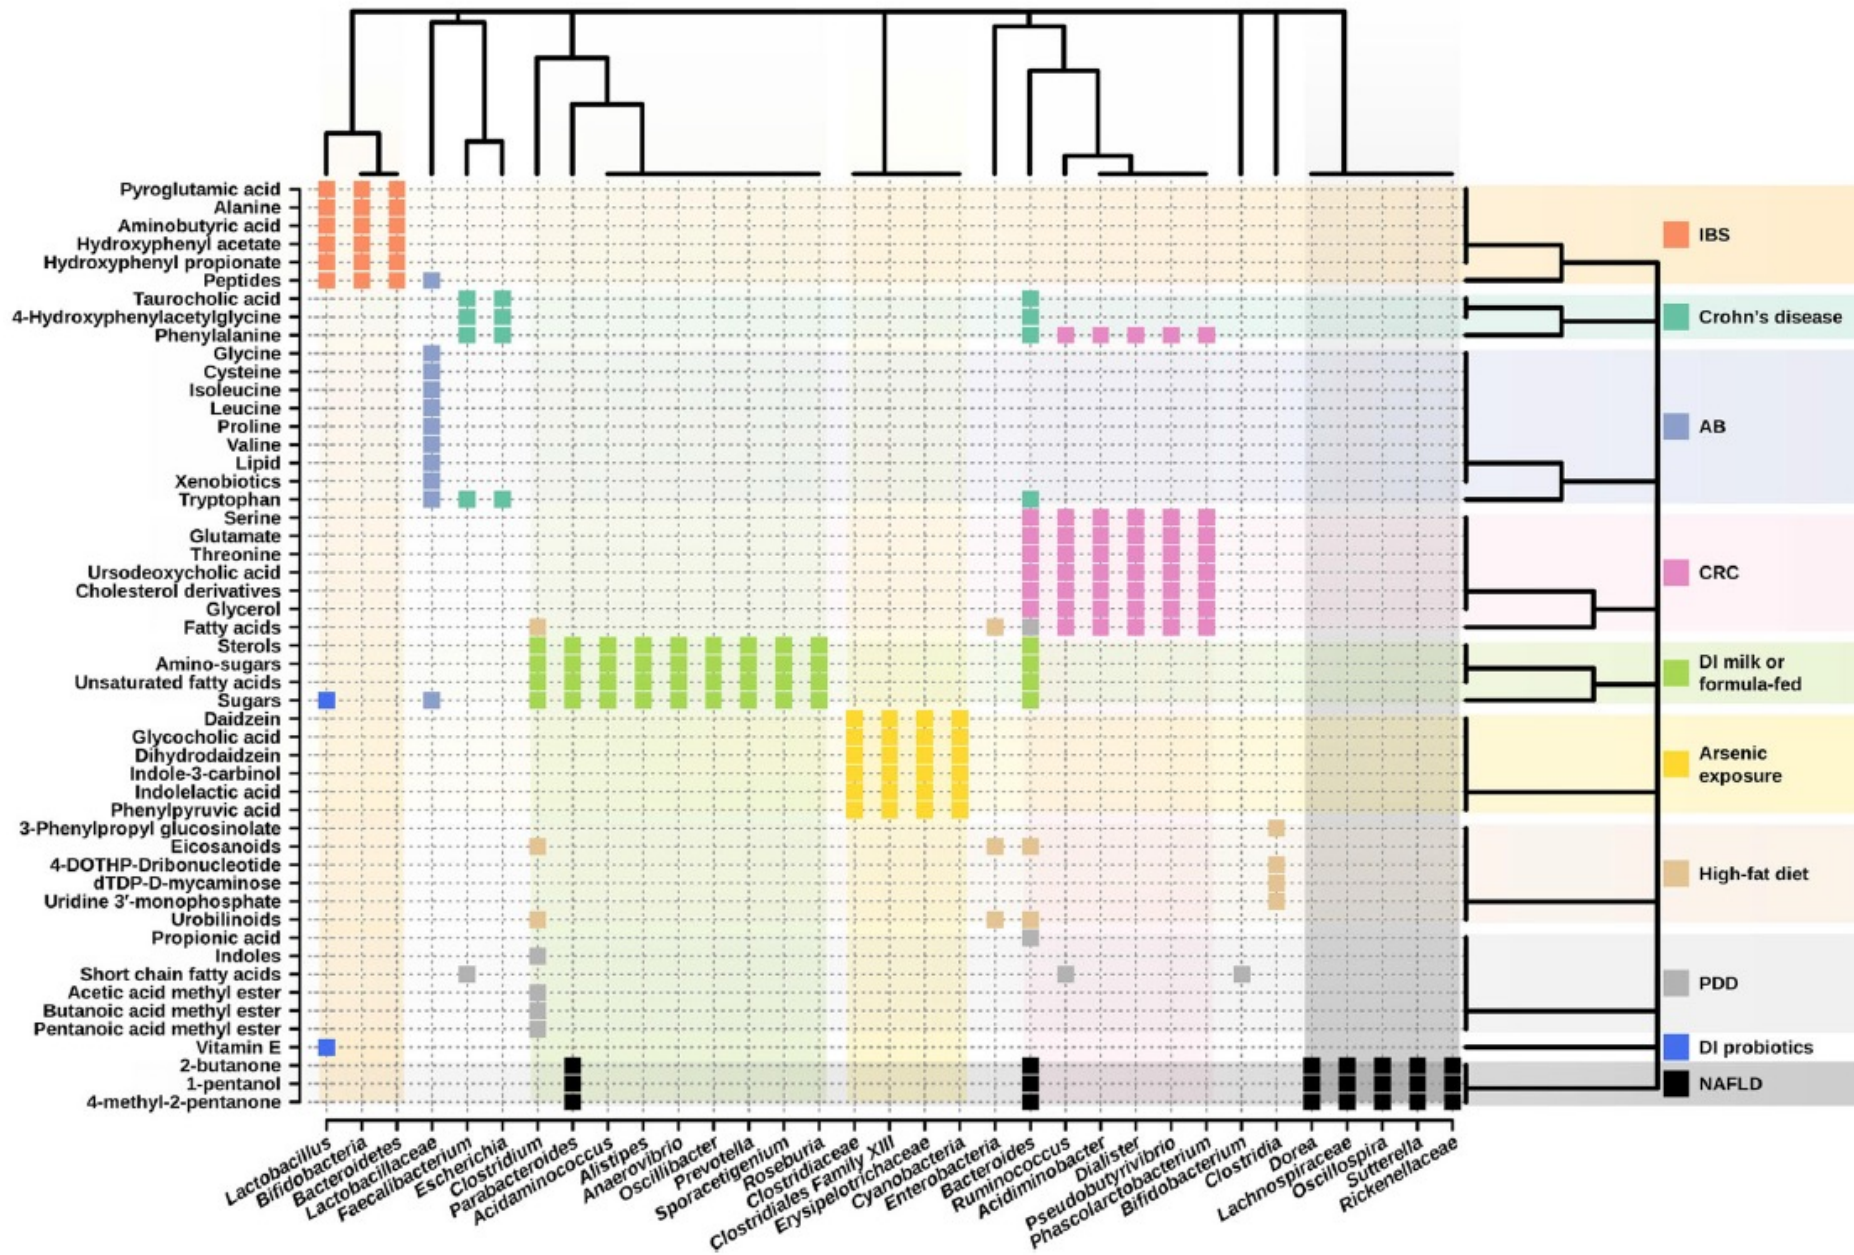 Pyroglutamic acid
Alanine
Aminobutyric acid
Hydroxyphenyl acetate
Hydroxyphenyl propionate
Peptides
Taurocholic acid
4-Hydroxyphenylacetylglycine
Phenylalanine
Glycine
Cysteine
Isoleucine
Leucine
Proline
Valine
Lipid
Xenobiotics
Tryptophan
Serine
Glutamate
Threonine
Ursodeoxycholic acid
Cholesterol derivatives
Glycerol
Fatty acids
Sterols
Amino-sugars
Unsaturated fatty acids
Sugars
Daidzein
Glycocholic acid
Dihydrodaidzein
Indole-3-carbinol
Indolelactic acid
Phenylpyruvic acid
3-Phenylpropyl glucosinolate
Eicosanoids
4-DOTHP-Dribonucleotide
dTDP-D-mycaminose
Uridine 3'-monophosphate
Urobilinoids
Propionic acid
Indoles
Short chain fatty acids
Acetic acid methyl ester
Butanoic acid methyl ester
Pentanoic acid methyl ester
Vitamin E
2-butanone
1-pentanol
4-methyl-2-pentanone
IBS
Crohn's disease
AB
CRC
DI milk or
formula-fed
Arsenic
exposure
High-fat diet
PDD
DI probiotics
NAFLD
Lactobacillus
Bifidobacteria
Bacteroidetes
Lactobacillaceae
Faecalibacterium
Escherichia
Clostridium
Parabacteroides
Acidaminococcus
Alistipes
Anaerovibrio
Oscillibacter
Prevotella
Sporacetigenium
Roseburia
Clostridiaceae
Clostridiales Family XIII
Erysipelotrichaceae
Cyanobacteria
Enterobacteria
Bacteroides
Ruminococcus
Acidiminobacter
Dialister
Pseudobutyrivibrio
Phascolarctobacterium
Bifidobacterium
Clostridia
Dorea
Lachnospiraceae
Oscillospira
Sutterella
Rickenellaceae